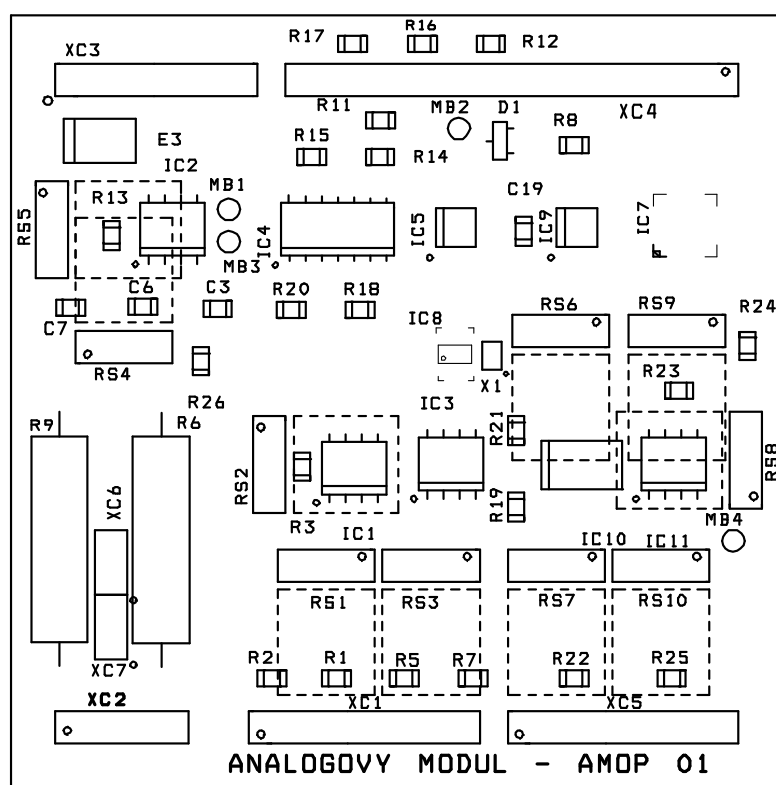 R17
R16
R12
XC3
XC4
R11
MB2
D1
R8
E3
R15
R14
IC2
R13
MB1
C19
RS5
IC4
IC5
IC9
IC7
MB3
C6
C3
R20
R18
C7
IC8
RS6
RS9
R24
RS4
X1
R23
IC3
R26
R9
R6
R21
RS2
RS8
XC6
R3
R19
MB4
IC1
IC10
IC11
RS1
RS3
RS7
RS10
XC7
R2
R1
R5
R7
R22
R25
XC2
XC1
XC5
ANALOGOVY MODUL - AMOP 01